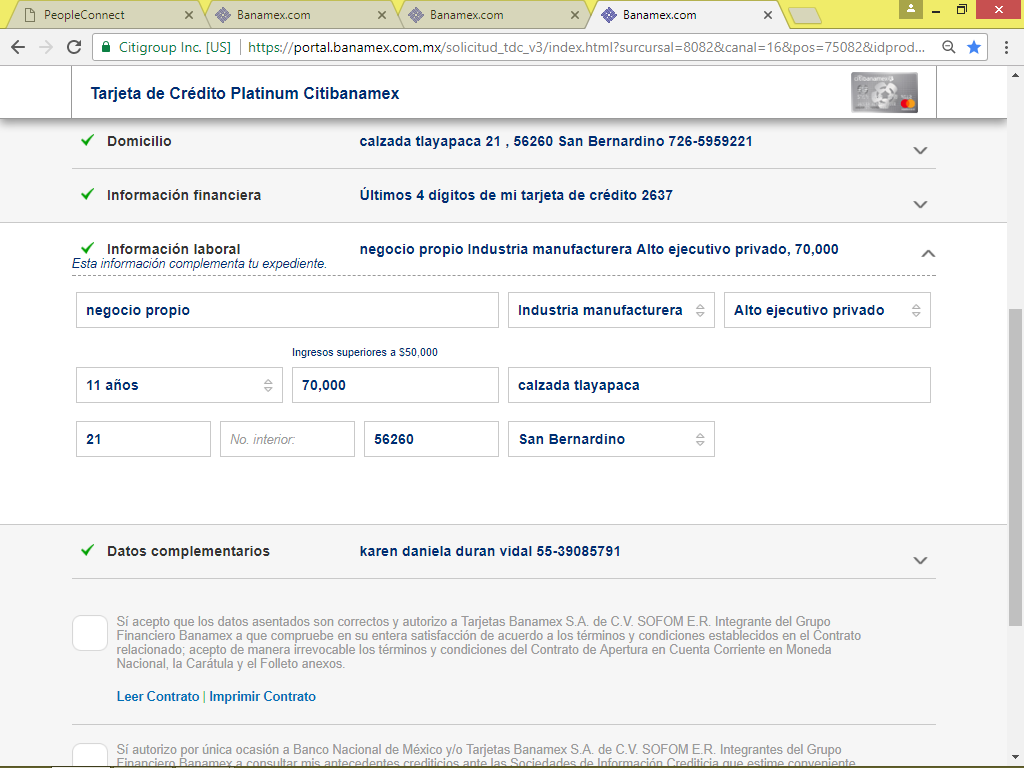 PeopleConnect
Banamex.com
Banamex.com
Banamex.com
Citigroup Inc. [US]
https://portal.banamex.com.mx/solicitud_tdc_v3/index.html?surcursal=8082&canal=16&pos=75082&idprod...
Tarjeta de Crédito Platinum Citibanamex
Domicilio
calzada tlayapaca 21 , 56260 San Bernardino 726-5959221
Información financiera
Últimos 4 dígitos de mi tarjeta de crédito 2637
Información laboral
negocio propio Industria manufacturera Alto ejecutivo privado, 70,000
Esta información complementa tu expediente.
negocio propio
Industria manufacturera
Alto ejecutivo privado
Ingresos superiores a $50,000
11 años
70,000
calzada tlayapaca
21
No. interior:
56260
San Bernardino
Datos complementarios
karen daniela duran vidal 55-39085791
Sí acepto que los datos asentados son correctos y autorizo a Tarjetas Banamex S.A. de C.V. SOFOM E.R. Integrante del Grupo
Financiero Banamex a que compruebe en su entera satisfacción de acuerdo a los términos y condiciones establecidos en el Contrato
relacionado; acepto de manera irrevocable los términos y condiciones del Contrato de Apertura en Cuenta Corriente en Moneda
Nacional, la Carátula y el Folleto anexos.
Leer Contrato | Imprimir Contrato
Sí autorizo por única ocasión a Banco Nacional de México y/o Tarjetas Banamex S.A. de C.V. SOFOM E.R. Integrantes del Grupo
Financiero Banamex a consultar mis antecedentes crediticios ante las Sociedades de Información Crediticia que estime conveniente